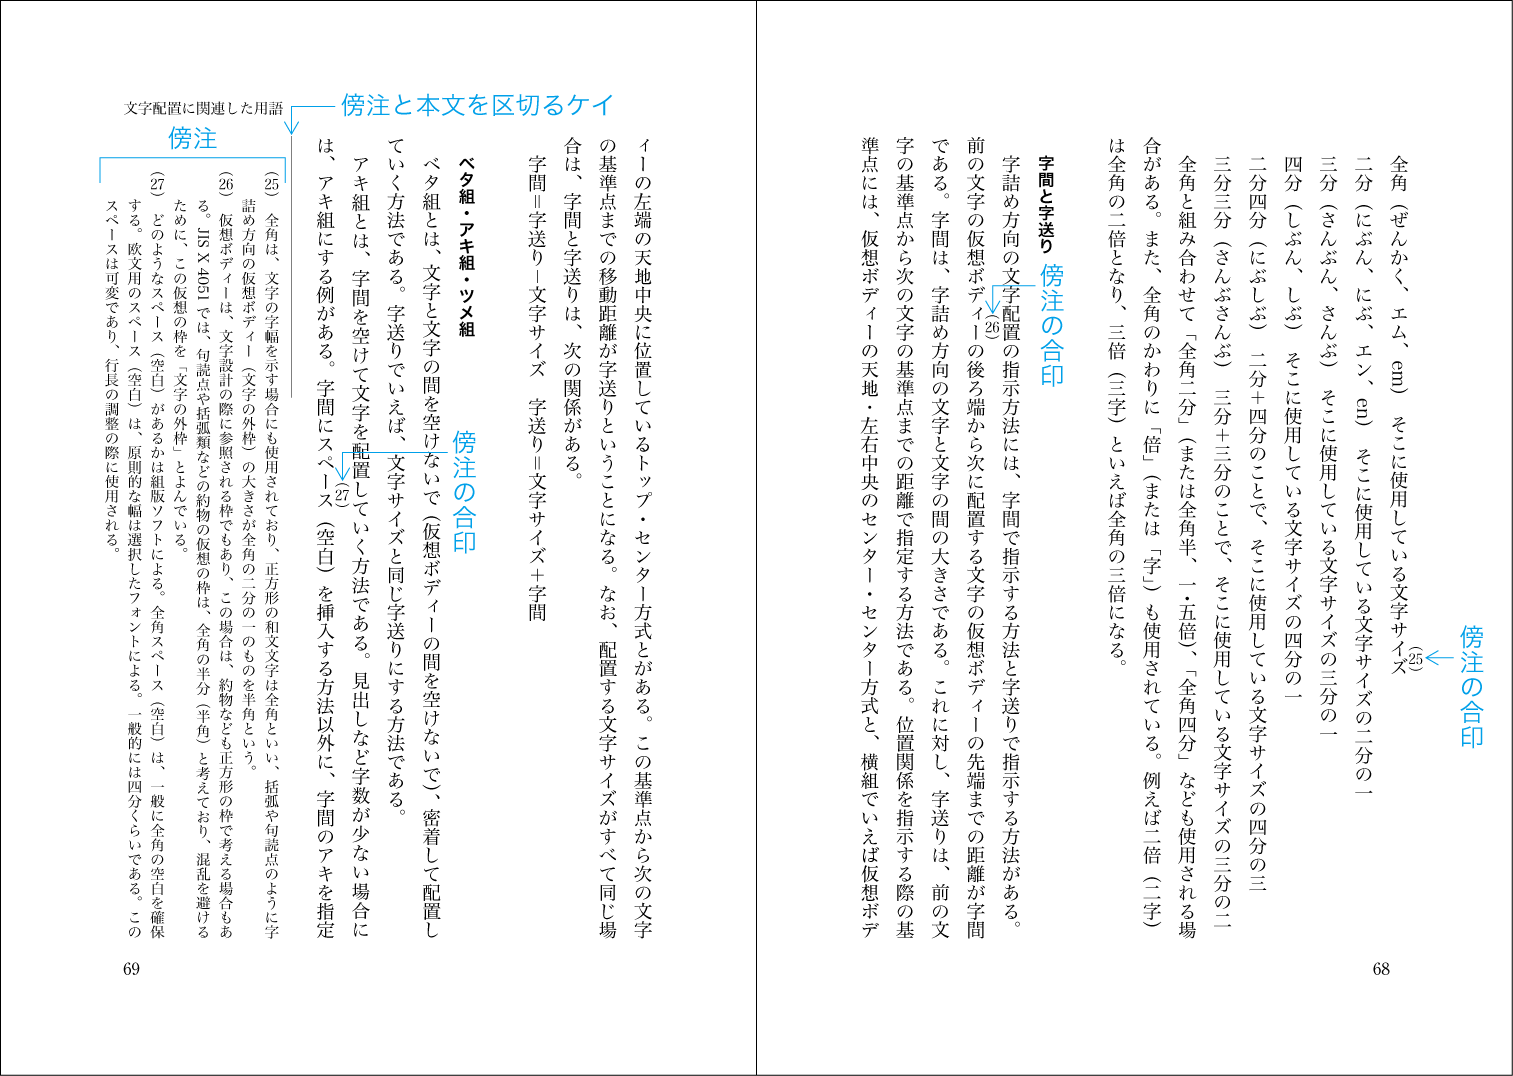 全角（ぜんかく、エム、em）　そこに使用している文字サイズ(25)
傍注の合印
二分（にぶん、にぶ、エン、en）　そこに使用している文字サイズの二分の一
三分（さんぶん、さんぶ）　そこに使用している文字サイズの三分の一
四分（しぶん、しぶ）　そこに使用している文字サイズの四分の一
二分四分（にぶしぶ）　二分＋四分のことで、そこに使用している文字サイズの四分の三
三分三分（さんぶさんぶ）　三分＋三分のことで、そこに使用している文字サイズの三分の二
全角と組み合わせて「全角二分」（または全角半、一・五倍）、「全角四分」なども使用される場
合がある。また、全角のかわりに「倍」（または「字」）も使用されている。例えば二倍（二字）
は全角の二倍となり、三倍（三字）といえば全角の三倍になる。
字間と字送り
傍注の合印
字詰め方向の文字配置の指示方法には、字間で指示する方法と字送りで指示する方法がある。
前の文字の仮想ボディー(26)の後ろ端から次に配置する文字の仮想ボディーの先端までの距離が字間
である。字間は、字詰め方向の文字と文字の間の大きさである。これに対し、字送りは、前の文
字の基準点から次の文字の基準点までの距離で指定する方法である。位置関係を指示する際の基
準点には、仮想ボディーの天地・左右中央のセンター・センター方式と、横組でいえば仮想ボデ
68
ィーの左端の天地中央に位置しているトップ・センター方式とがある。この基準点から次の文字
の基準点までの移動距離が字送りということになる。なお、配置する文字サイズがすべて同じ場
合は、字間と字送りは、次の関係がある。
字間＝字送り－文字サイズ　字送り＝文字サイズ＋字間
ベタ組・アキ組・ツメ組
傍注の合印
ベタ組とは、文字と文字の間を空けないで（仮想ボディーの間を空けないで）、密着して配置し
ていく方法である。字送りでいえば、文字サイズと同じ字送りにする方法である。
アキ組とは、字間を空けて文字を配置していく方法である。見出しなど字数が少ない場合に
は、アキ組にする例がある。字間にスペース(27)（空白）を挿入する方法以外に、字間のアキを指定
傍注と本文を区切るケイ
文字配置に関連した用語
傍注
(25)　全角は、文字の字幅を示す場合にも使用されており、正方形の和文文字は全角といい、括弧や句読点のように字
詰め方向の仮想ボディー（文字の外枠）の大きさが全角の二分の一のものを半角という。
(26)　仮想ボディーは、文字設計の際に参照される枠でもあり、この場合は、約物なども正方形の枠で考える場合もあ
る。JIS X 4051では、句読点や括弧類などの約物の仮想の枠は、全角の半分（半角）と考えており、混乱を避ける
ために、この仮想の枠を「文字の外枠」とよんでいる。
(27)　どのようなスペース（空白）があるかは組版ソフトによる。全角スペース（空白）は、一般に全角の空白を確保
する。欧文用のスペース（空白）は、原則的な幅は選択したフォントによる。一般的には四分くらいである。この
スペースは可変であり、行長の調整の際に使用される。
69